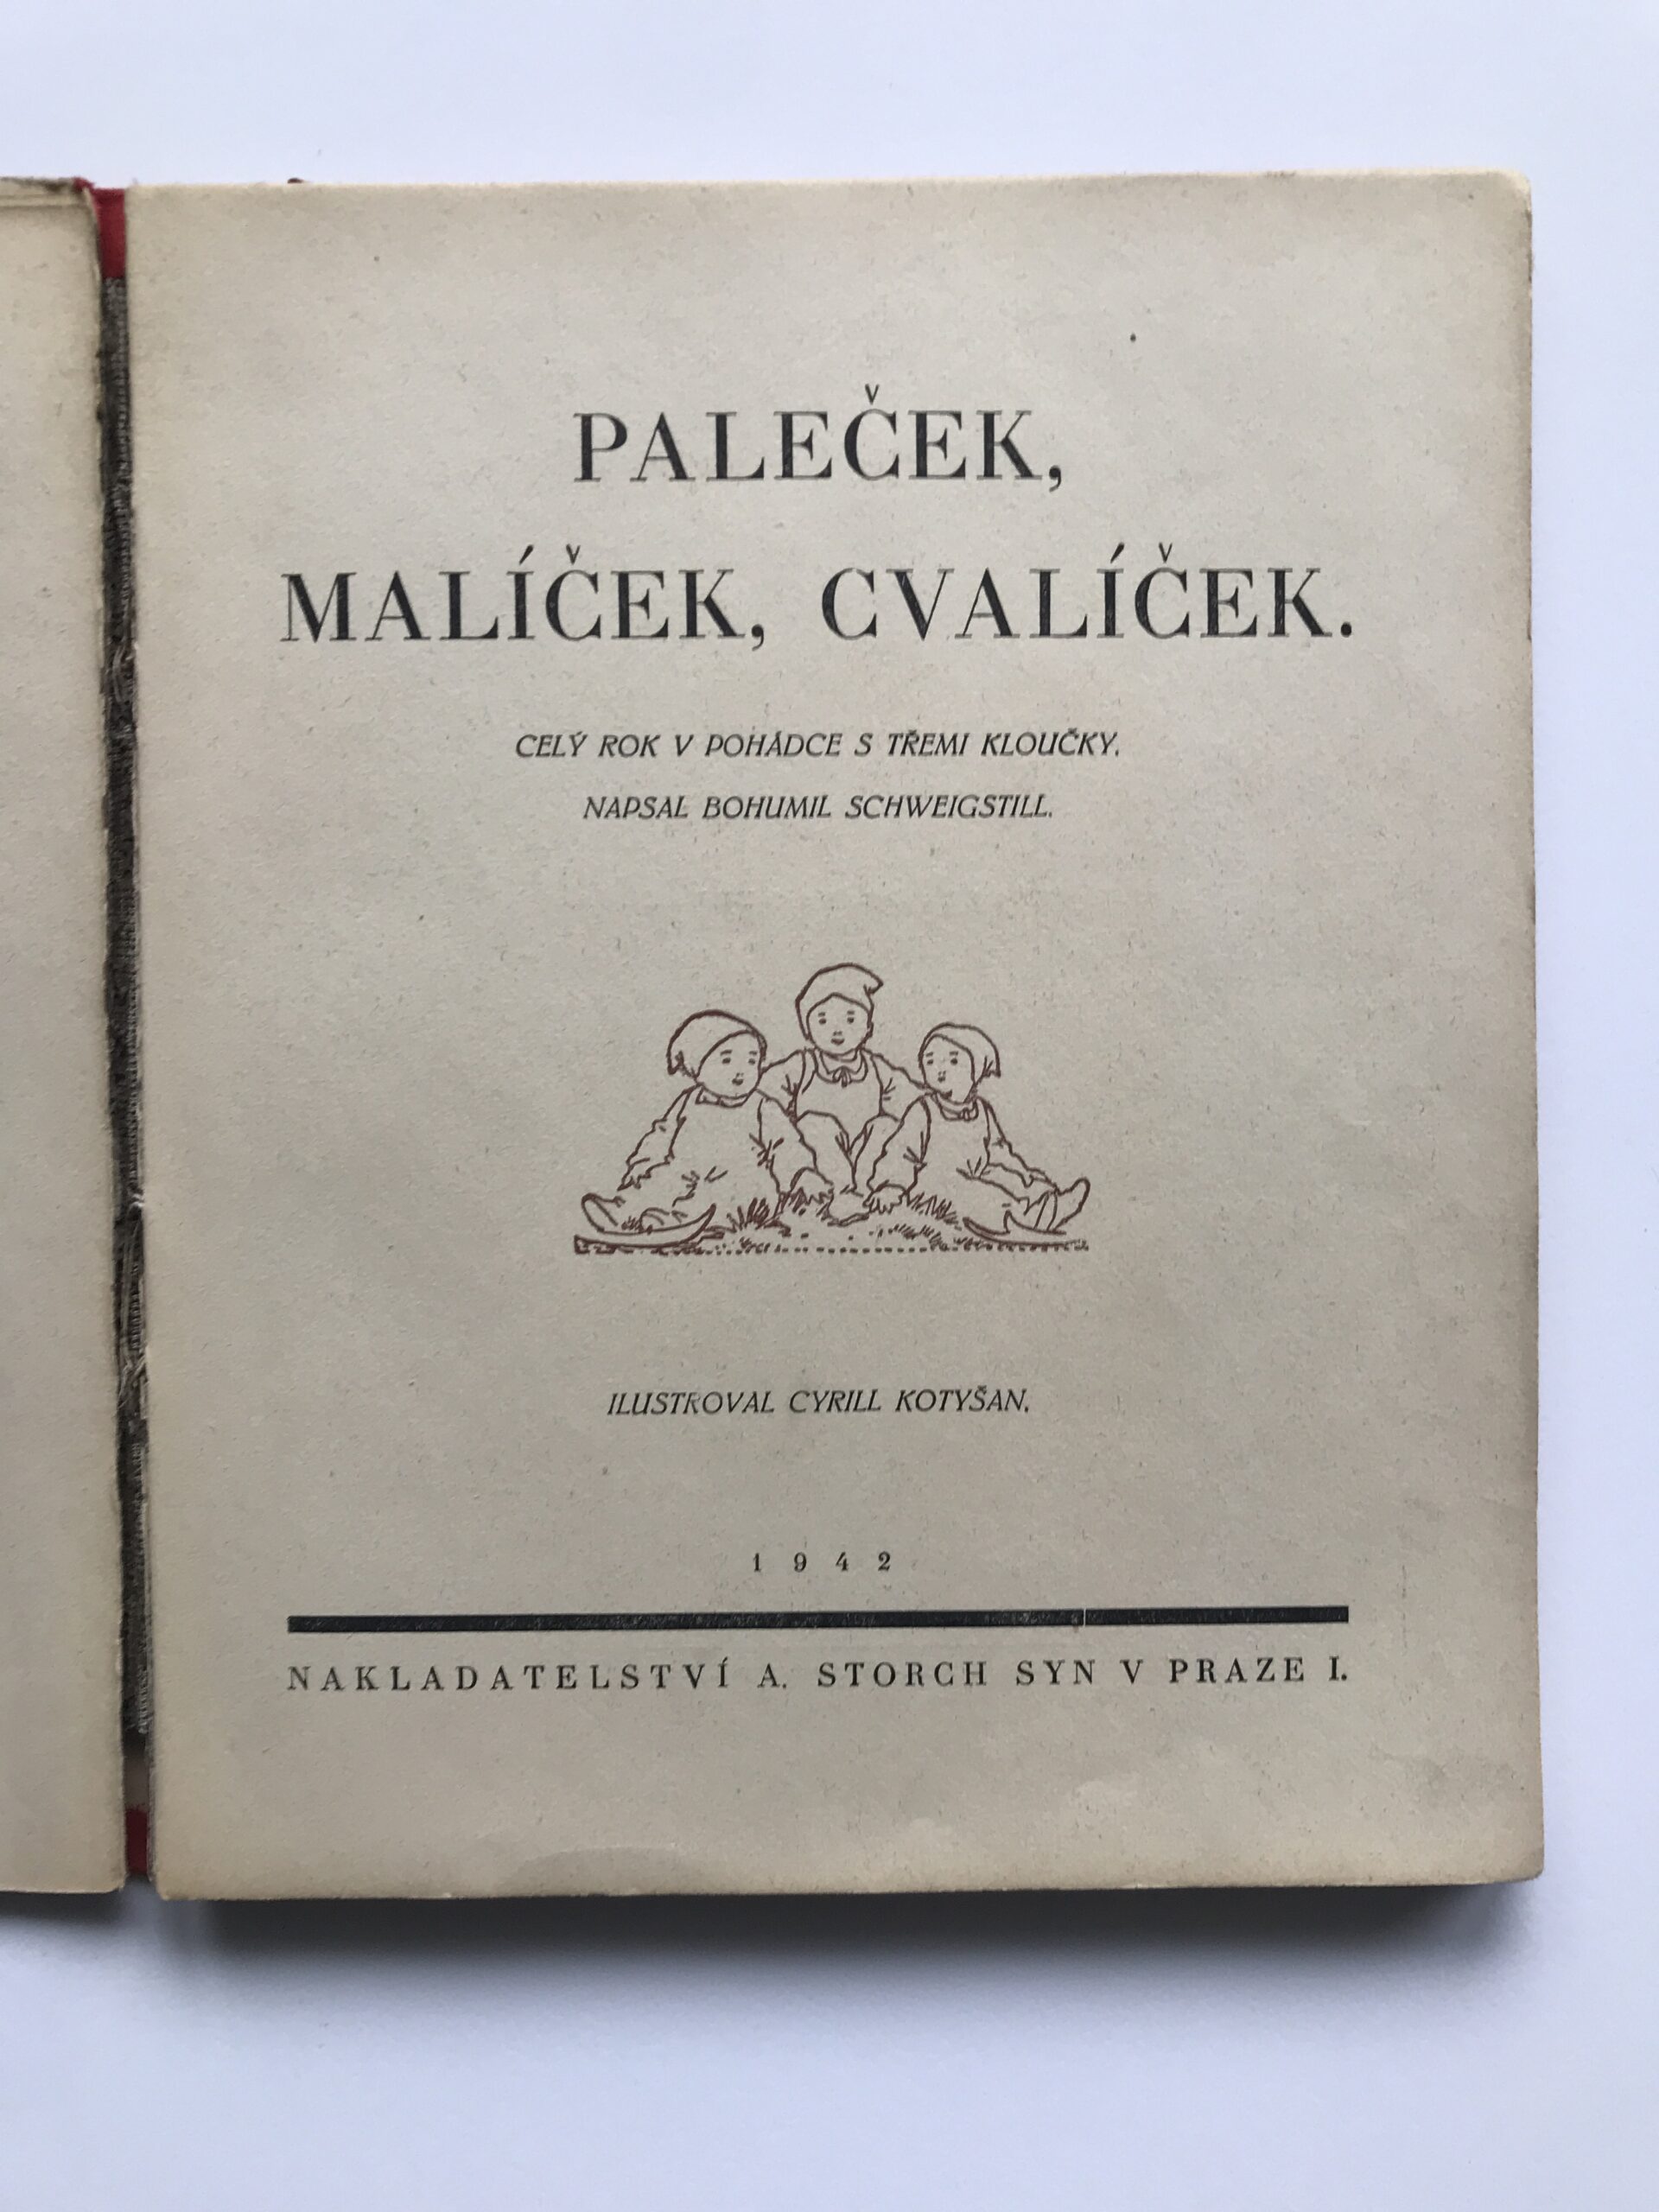 PALEČEK,
MALÍČEK, CVALÍČEK.
CELÝ ROK V POHÁDCE S TŘEMI KLOUČKY.
NAPSAL BOHUMIL SCHWEIGSTILL.
ILUSTROVAL CYRILL KOTYŠAN.
1942
NAKLADATELSTVÍ A. STORCH SYN V PRAZE I.